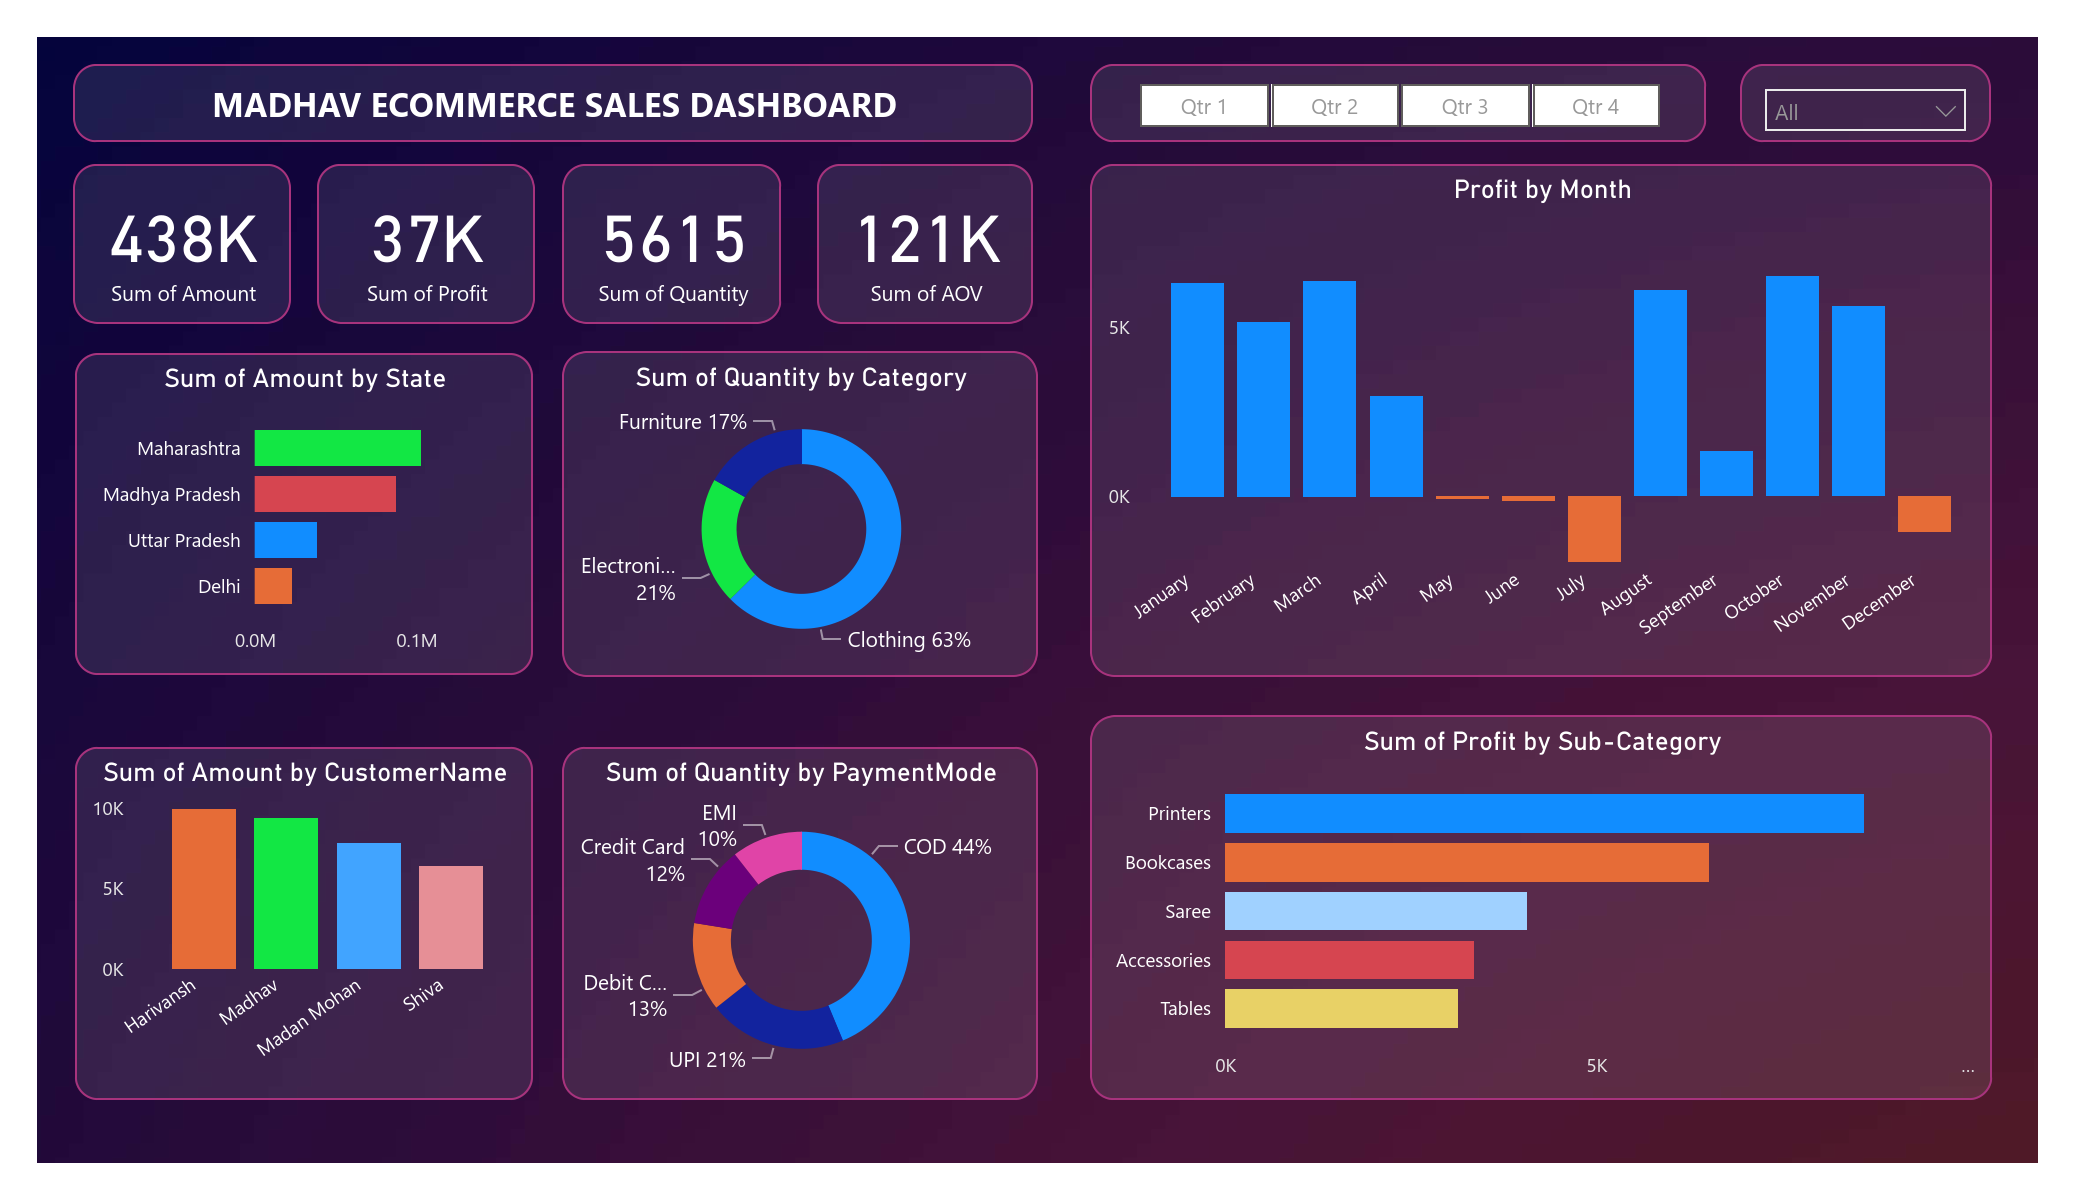 MADHAV ECOMMERCE SALES DASHBOARD
Qtr 1
Qtr 2
Qtr 3
Qtr 4
All
438K
Sum of Amount
37K
Sum of Profit
5615
Sum of Quantity
121K
Sum of AOV
Profit by Month
5K
0K
January
February
March
April
May
June
July
August
September
October
November
December
Sum of Amount by State
Maharashtra
Madhya Pradesh
Uttar Pradesh
Delhi
0.0M
0.1M
Sum of Quantity by Category
Furniture 17%
Electroni...
21%
Clothing 63%
Sum of Amount by CustomerName
10K
5K
0K
Harivansh
Madhav
Madan Mohan
Shiva
Sum of Quantity by PaymentMode
EMI
10%
Credit Card
12%
COD 44%
Debit C...
13%
UPI 21%
Sum of Profit by Sub-Category
Printers
Bookcases
Saree
Accessories
Tables
0K
5K
...